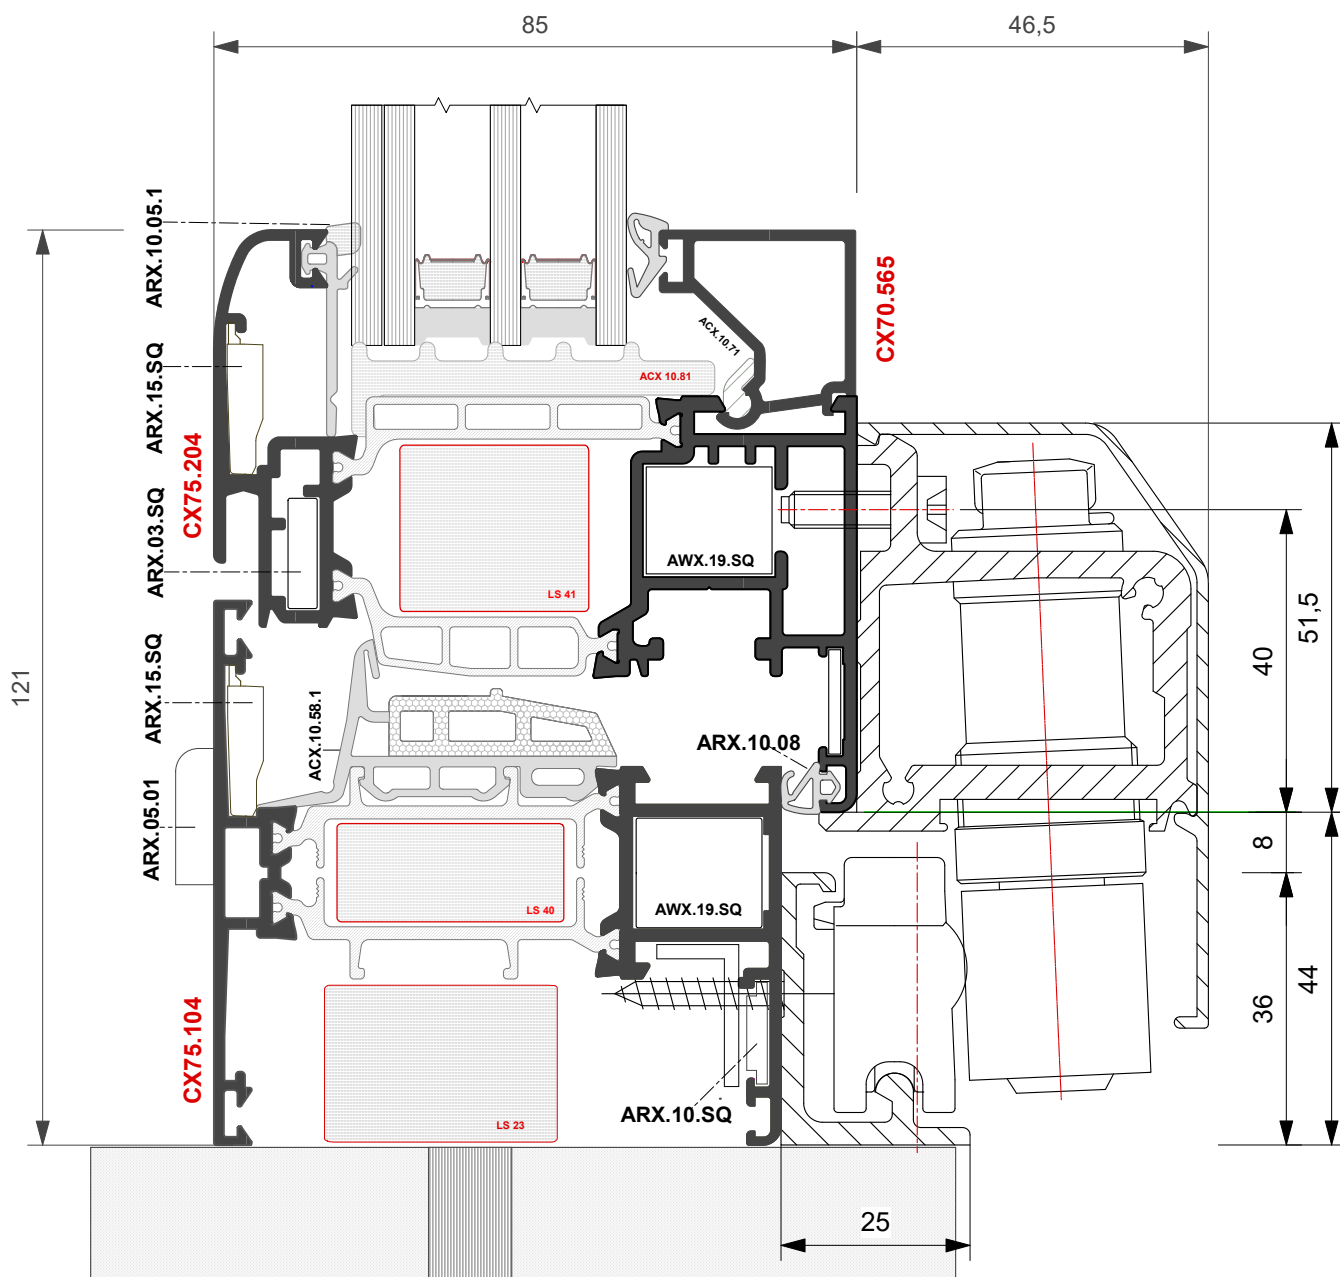 85
46,5
ARX.10.05.1
ARX.15.SQ
CX75.204
ARX.03.SQ
ARX.15.SQ
ARX.05.01
CX75.104
121
ACX.10.71
CX70.565
ACX 10.81
LS 41
AWX.19.SQ
ACX.10.58.1
ARX.10.08
LS 40
AWX.19.SQ
LS 23
ARX.10.SQ
40
51,5
8
36
44
25